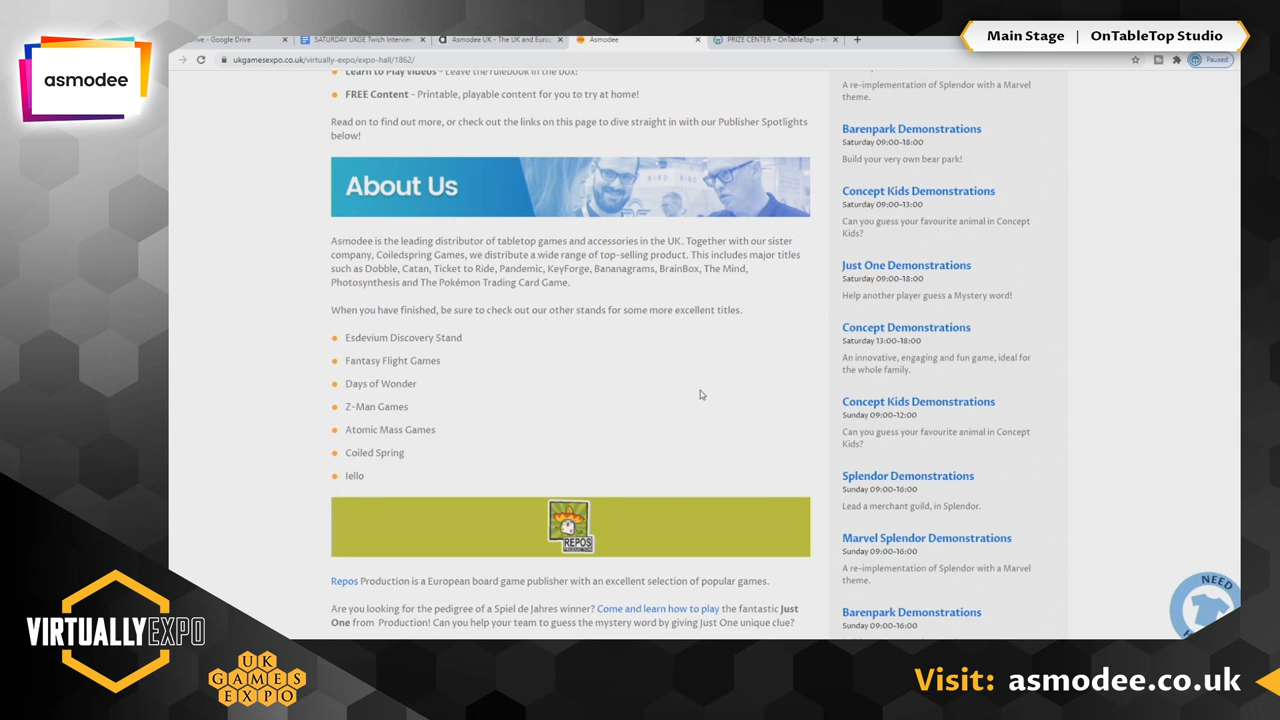 asmodee
Main Stage | OnTableTop Studio
Drive - Google Drive
SATURDAY UKGE Twich Interview
Asmodee UK - The UK and Euro
Asmodee
PRIZE CENTER – OnTableTop – H
ukgamesexpo.co.uk/virtually-expo/expo-hall/1862/
Paused
Learn to Play Videos - Leave the rulebook in the box!
FREE Content - Printable, playable content for you to try at home!
Read on to find out more, or check out the links on this page to dive straight in with our Publisher Spotlights
below!
About Us
Asmodee is the leading distributor of tabletop games and accessories in the UK. Together with our sister
company, Coiledspring Games, we distribute a wide range of top-selling product. This includes major titles
such as Dobble, Catan, Ticket to Ride, Pandemic, KeyForge, Bananagrams, BrainBox, The Mind,
Photosynthesis and The Pokémon Trading Card Game.
When you have finished, be sure to check out our other stands for some more excellent titles.
Esdevium Discovery Stand
Fantasy Flight Games
Days of Wonder
Z-Man Games
Atomic Mass Games
Coiled Spring
Iello
REPOS
PRODUCTION
Repos Production is a European board game publisher with an excellent selection of popular games.
Are you looking for the pedigree of a Spiel de Jahres winner? Come and learn how to play the fantastic Just
One from Production! Can you help your team to guess the mystery word by giving Just One unique clue?
A re-implementation of Splendor with a Marvel
theme.
Barenpark Demonstrations
Saturday 09:00-18:00
Build your very own bear park!
Concept Kids Demonstrations
Saturday 09:00-13:00
Can you guess your favourite animal in Concept
Kids?
Just One Demonstrations
Saturday 09:00-18:00
Help another player guess a Mystery word!
Concept Demonstrations
Saturday 13:00-18:00
An innovative, engaging and fun game, ideal for
the whole family.
Concept Kids Demonstrations
Sunday 09:00-12:00
Can you guess your favourite animal in Concept
Kids?
Splendor Demonstrations
Sunday 09:00-16:00
Lead a merchant guild, in Splendor.
Marvel Splendor Demonstrations
Sunday 09:00-16:00
A re-implementation of Splendor with a Marvel
theme.
Barenpark Demonstrations
Sunday 09:00-16:00
NEED
VIRTUALLY EXPO
UK
GAMES
EXPO
Visit: asmodee.co.uk